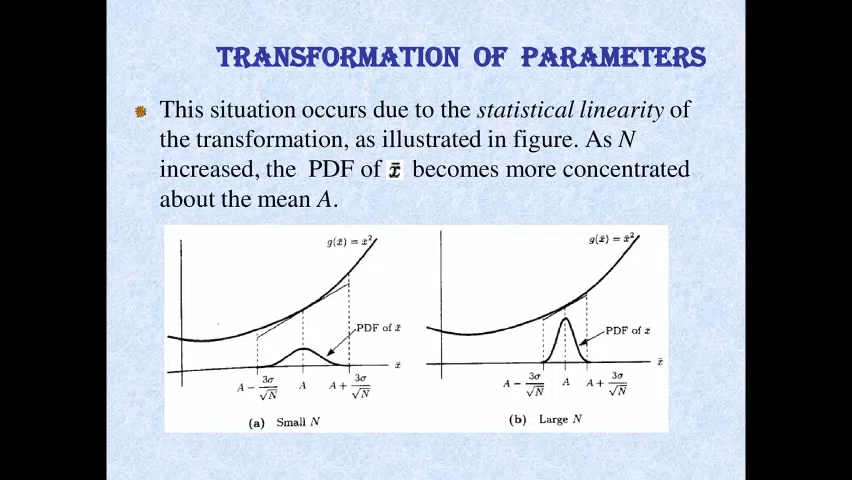 TRANSFORMATION OF PARAMETERS
This situation occurs due to the statistical linearity of
the transformation, as illustrated in figure. As N
increased, the PDF of x̄ becomes more concentrated
about the mean A.
g(x̄) = x̄²
PDF of x̄
x̄
A − 3σ/√N
A
A + 3σ/√N
(a) Small N
g(x̄) = x̄²
PDF of x̄
x̄
A − 3σ/√N
A
A + 3σ/√N
(b) Large N